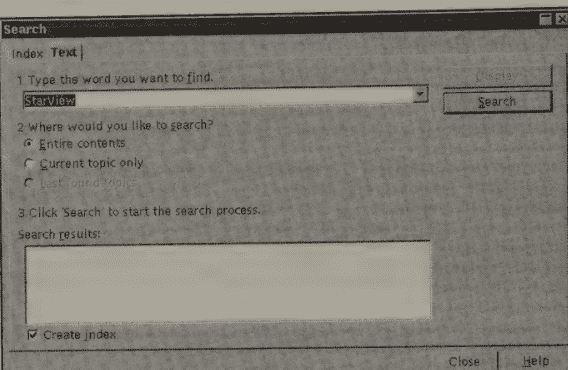 Search
Index Text
1 Type the word you want to find.
Display
StarView
Search
2 Where would you like to search?
Entire contents
Current topic only
3 Click 'Search' to start the search process.
Search results:
Create index
Close Help